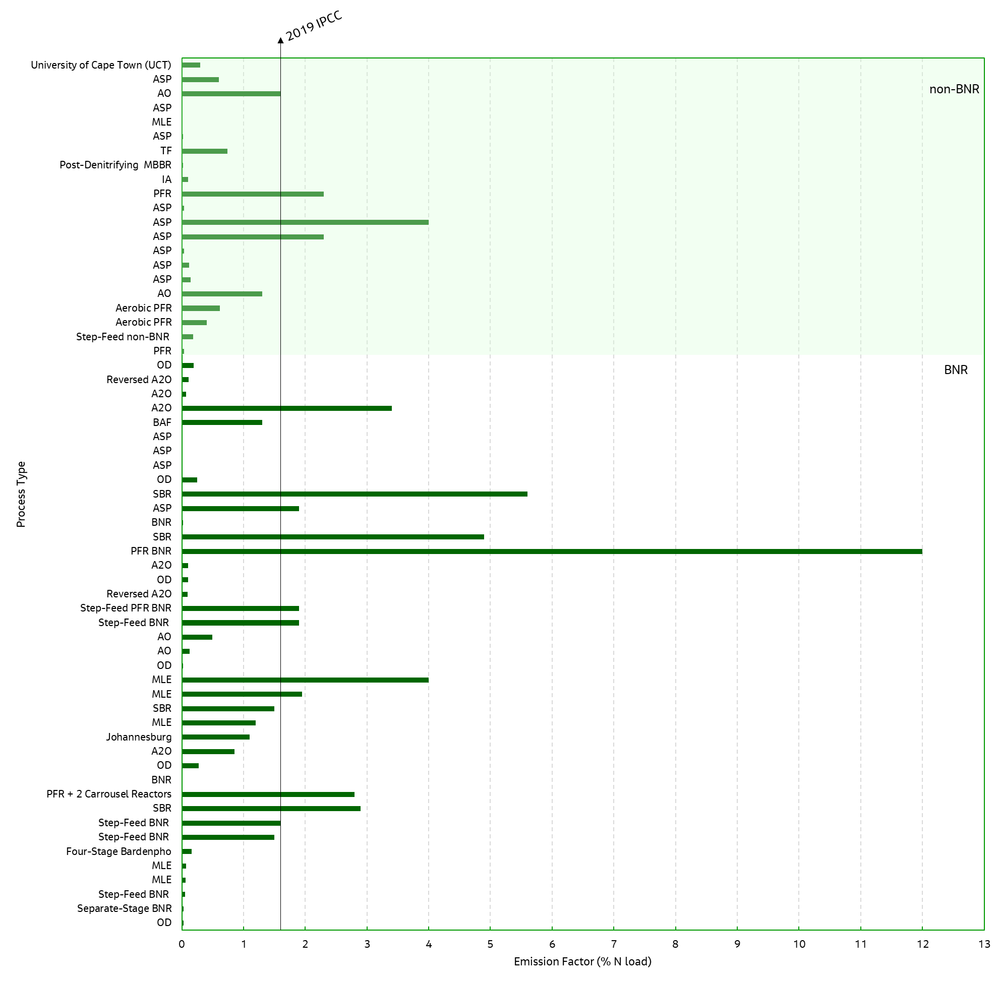 2019 IPCC
University of Cape Town (UCT)
ASP
AO
non-BNR
ASP
MLE
ASP
TF
Post-Denitrifying MBBR
IA
PFR
ASP
ASP
ASP
ASP
ASP
ASP
AO
Aerobic PFR
Aerobic PFR
Step-Feed non-BNR
PFR
OD
BNR
Reversed A2O
A2O
A2O
BAF
ASP
ASP
ASP
OD
SBR
ASP
BNR
SBR
PFR BNR
A2O
OD
Reversed A2O
Step-Feed PFR BNR
Step-Feed BNR
AO
AO
OD
MLE
MLE
SBR
MLE
Johannesburg
A2O
OD
BNR
PFR + 2 Carrousel Reactors
SBR
Step-Feed BNR
Step-Feed BNR
Four-Stage Bardenpho
MLE
MLE
Step-Feed BNR
Separate-Stage BNR
OD
Process Type
0 1 2 3 4 5 6 7 8 9 10 11 12 13
Emission Factor (% N load)